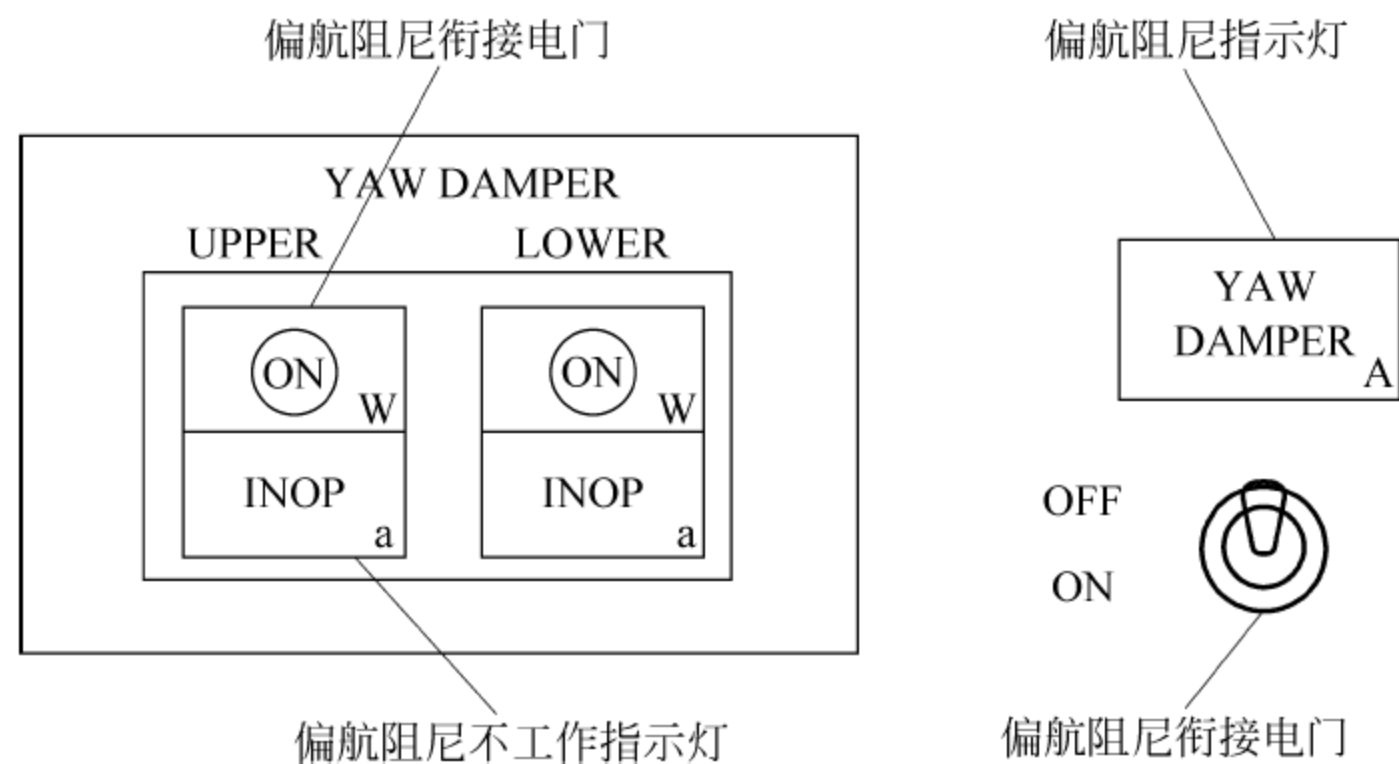 偏航阻尼衔接电门
YAW DAMPER
UPPER LOWER
ON W ON W
INOP a INOP a
偏航阻尼不工作指示灯
偏航阻尼指示灯
YAW
DAMPER
A
OFF
ON
偏航阻尼衔接电门